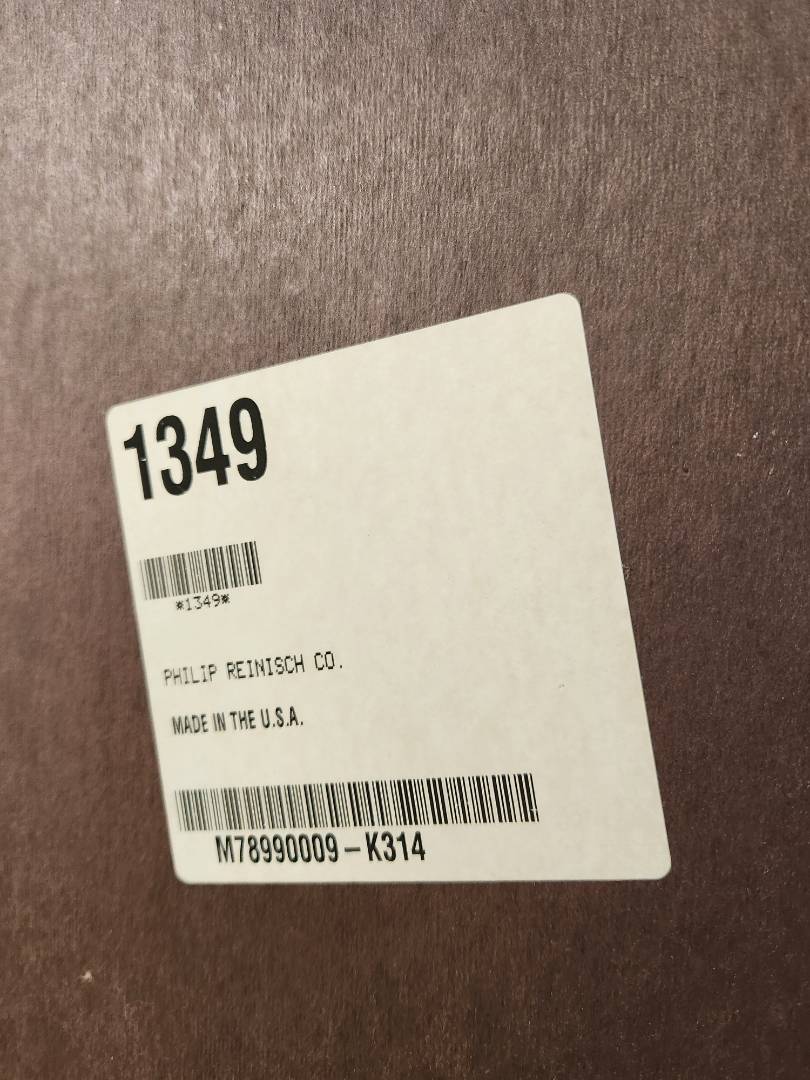 1349
*1349*
PHILIP REINISCH CO.
MADE IN THE U.S.A.
M78990009-K314